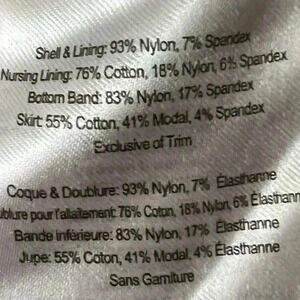 Shell & Lining: 93% Nylon, 7% Spandex
Nursing Lining: 76% Cotton, 18% Nylon, 6% Spandex
Bottom Band: 83% Nylon, 17% Spandex
Skirt: 55% Cotton, 41% Modal, 4% Spandex
Exclusive of Trim
Coque & Doublure: 93% Nylon, 7% Élasthanne
ublure pour l'allaitement: 76% Coton, 18% Nylon, 6% Élasthann
Bande inférieure: 83% Nylon, 17% Élasthanne
Jupe: 55% Coton, 41% Modal, 4% Élasthanne
Sans Garniture